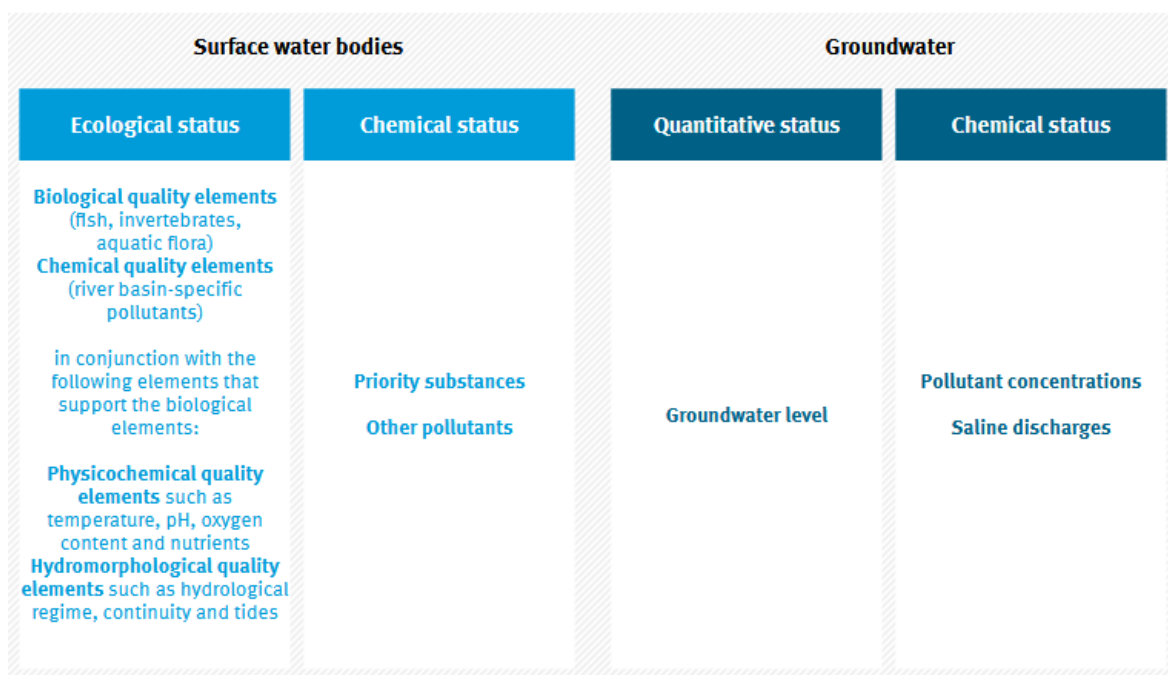 Surface water bodies
Groundwater
Ecological status
Chemical status
Quantitative status
Chemical status
Biological quality elements
(fish, invertebrates,
aquatic flora)
Chemical quality elements
(river basin-specific
pollutants)
in conjunction with the
following elements that
support the biological
elements:
Physicochemical quality
elements such as
temperature, pH, oxygen
content and nutrients
Hydromorphological quality
elements such as hydrological
regime, continuity and tides
Priority substances
Other pollutants
Groundwater level
Pollutant concentrations
Saline discharges